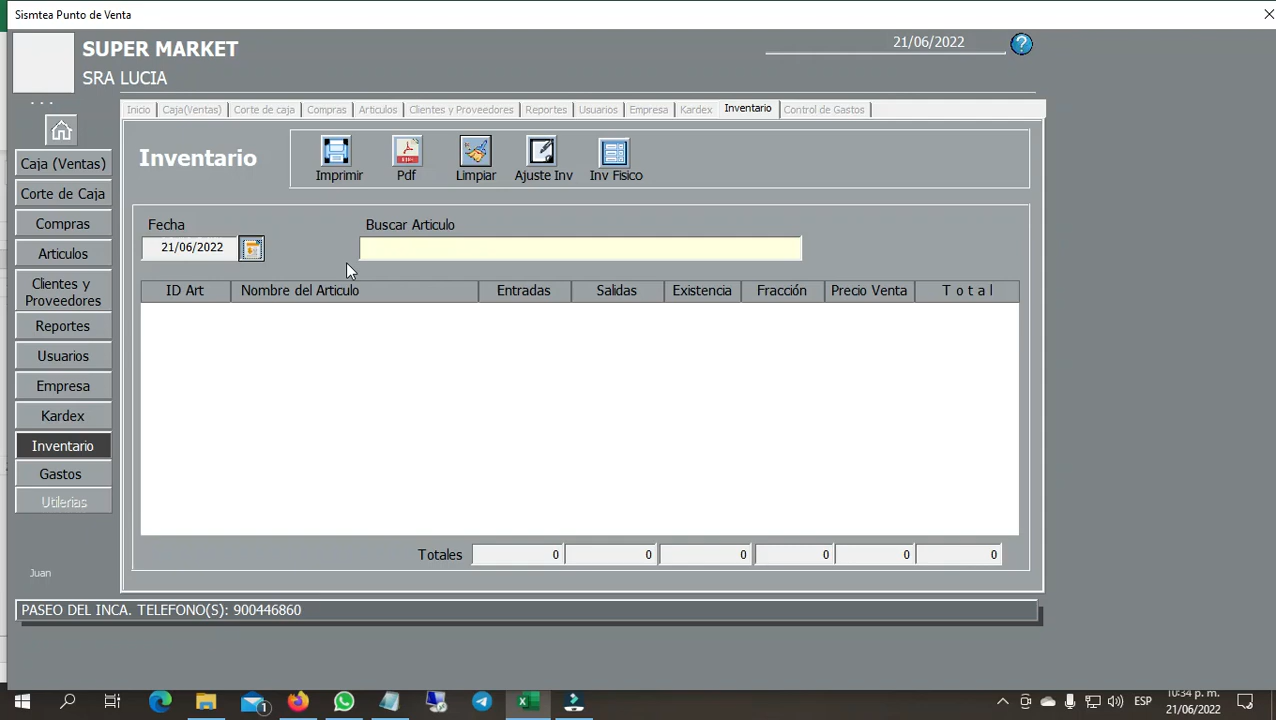 Sismtea Punto de Venta
SUPER MARKET
SRA LUCIA
21/06/2022
?
...
Inicio Caja(Ventas) Corte de caja Compras Articulos Clientes y Proveedores Reportes Usuarios Empresa Kardex Inventario Control de Gastos
Caja (Ventas)
Corte de Caja
Compras
Articulos
Clientes y
Proveedores
Reportes
Usuarios
Empresa
Kardex
Inventario
Gastos
Utilerias
Juan
Inventario
Imprimir Pdf Limpiar Ajuste Inv Inv Fisico
Fecha Buscar Articulo
21/06/2022
ID Art Nombre del Articulo Entradas Salidas Existencia Fracción Precio Venta T o t a l
Totales 0 0 0 0 0 0
PASEO DEL INCA. TELEFONO(S): 900446860
1
ESP
10:34 p. m.
21/06/2022